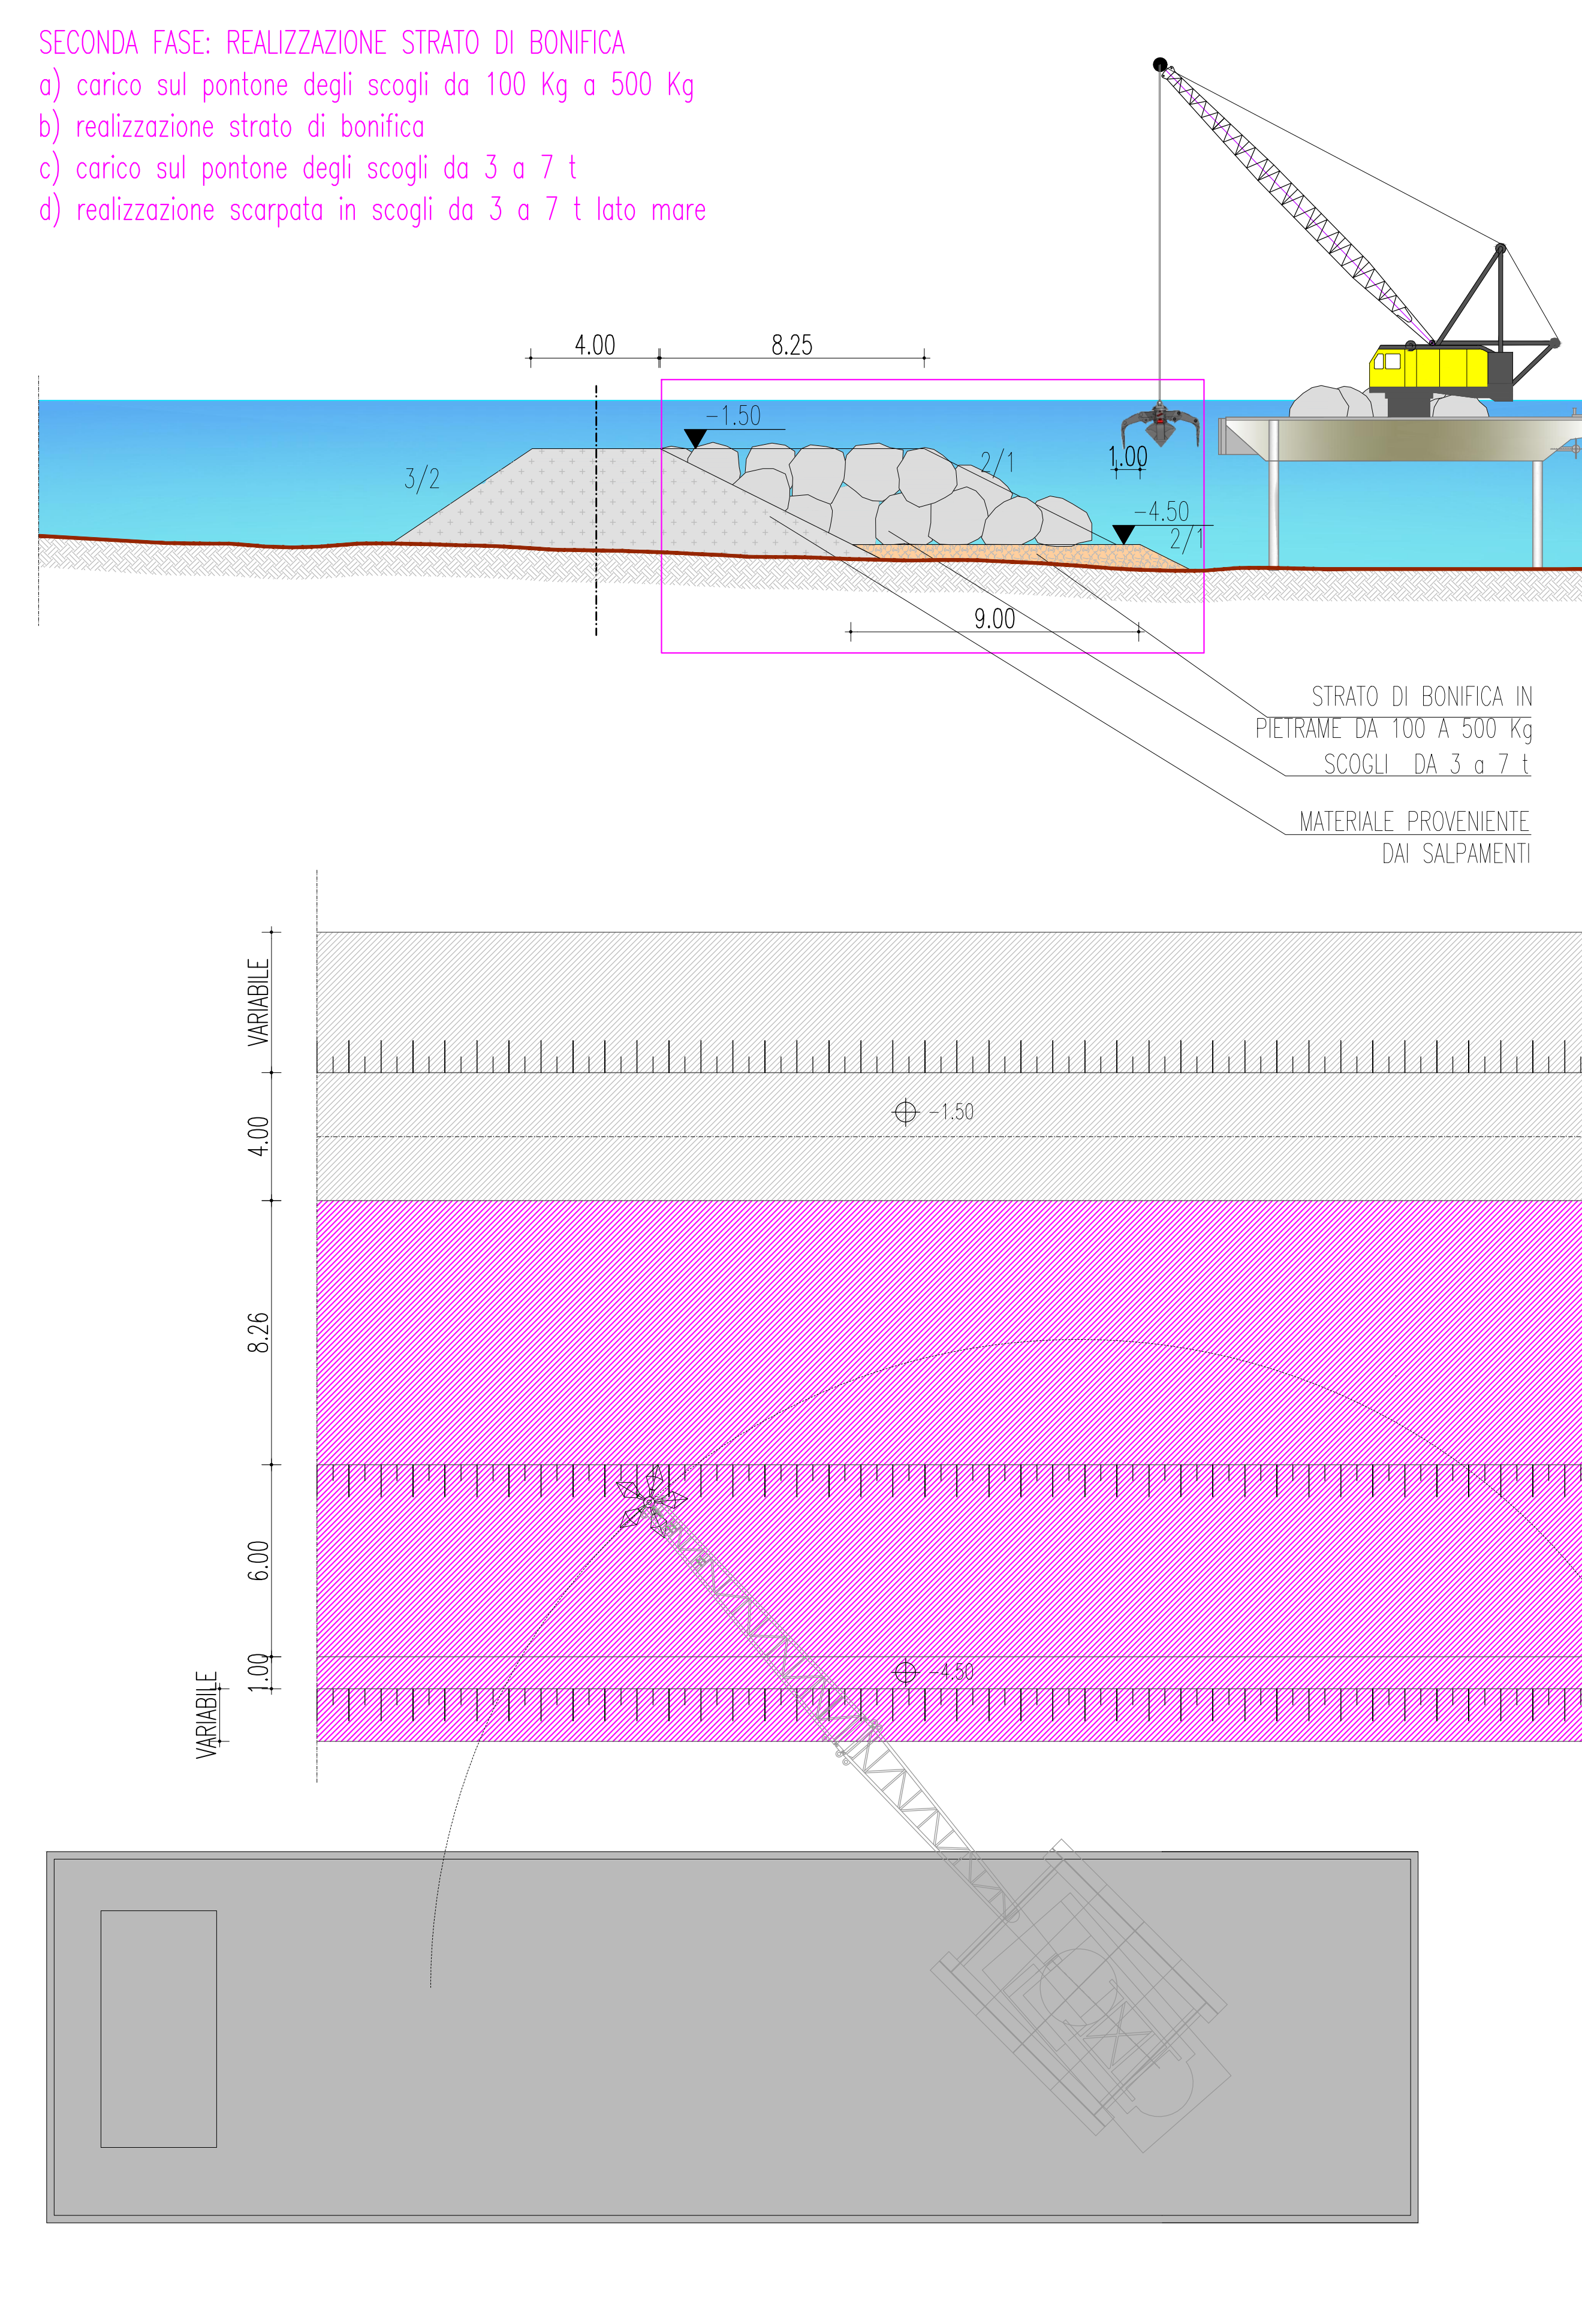 SECONDA FASE: REALIZZAZIONE STRATO DI BONIFICA
a) carico sul pontone degli scogli da 100 Kg a 500 Kg
b) realizzazione strato di bonifica
c) carico sul pontone degli scogli da 3 a 7 t
d) realizzazione scarpata in scogli da 3 a 7 t lato mare
4.00
8.25
-1.50
3/2
2/1
1.00
-4.50
2/1
9.00
STRATO DI BONIFICA IN
PIETRAME DA 100 A 500 Kg
SCOGLI DA 3 a 7 t
MATERIALE PROVENIENTE
DAI SALPAMENTI
VARIABILE
4.00
-1.50
8.26
6.00
1.00
-4.50
VARIABILE